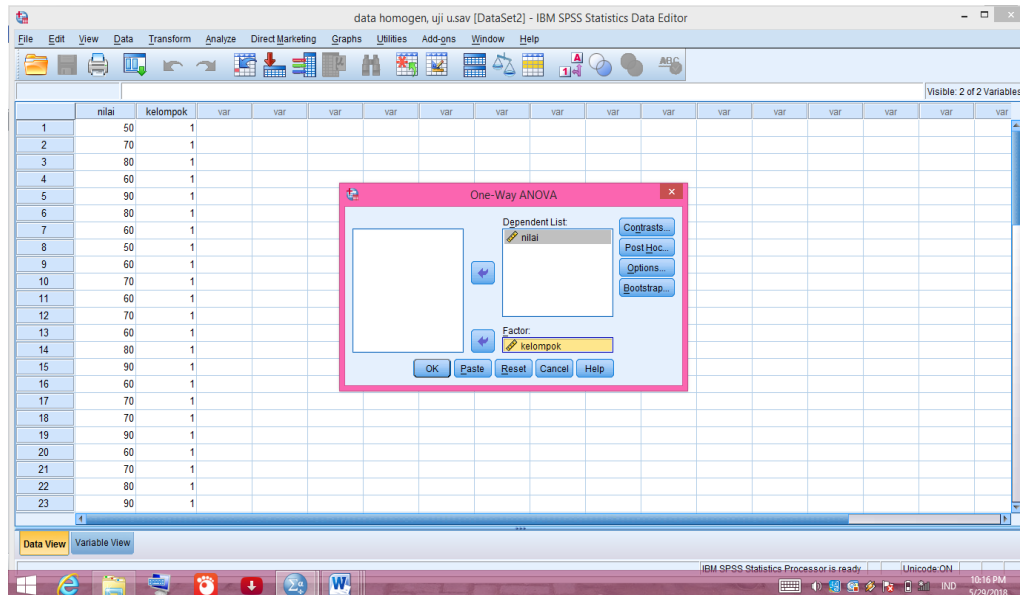 data homogen, uji u.sav [DataSet2] - IBM SPSS Statistics Data Editor
File Edit View Data Transform Analyze Direct Marketing Graphs Utilities Add-ons Window Help
Visible: 2 of 2 Variables
nilai kelompok var var var var var var var var var var var var var var var
1 50 1
2 70 1
3 80 1
4 60 1
5 90 1
6 80 1
7 60 1
8 50 1
9 60 1
10 70 1
11 60 1
12 70 1
13 60 1
14 80 1
15 90 1
16 60 1
17 70 1
18 70 1
19 90 1
20 60 1
21 70 1
22 80 1
23 90 1
One-Way ANOVA
Dependent List:
nilai
Contrasts...
Post Hoc...
Options...
Bootstrap...
Factor:
kelompok
OK Paste Reset Cancel Help
Data View Variable View
IBM SPSS Statistics Processor is ready Unicode:ON
IND 10:16 PM
5/29/2018